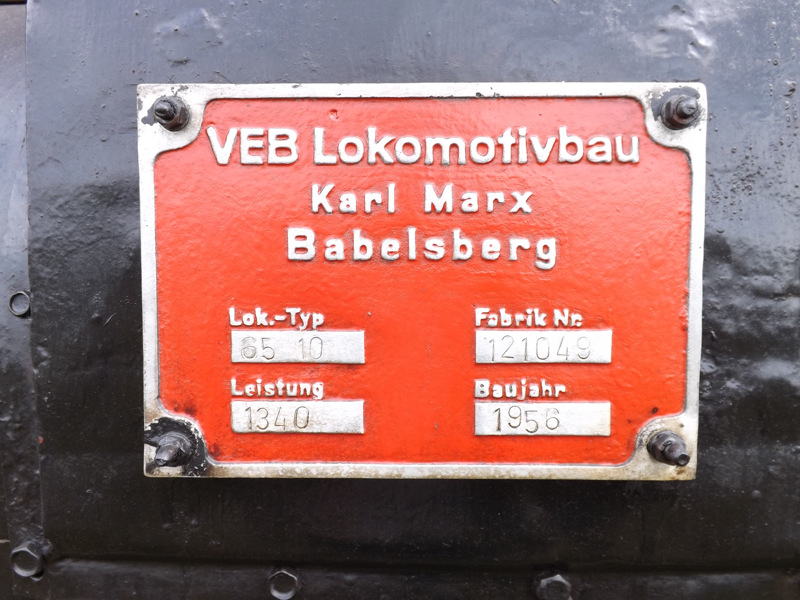 VEB Lokomotivbau
Karl Marx
Babelsberg
Lok.-Typ
65 10
Fabrik Nr.
121049
Leistung
1340
Baujahr
1956